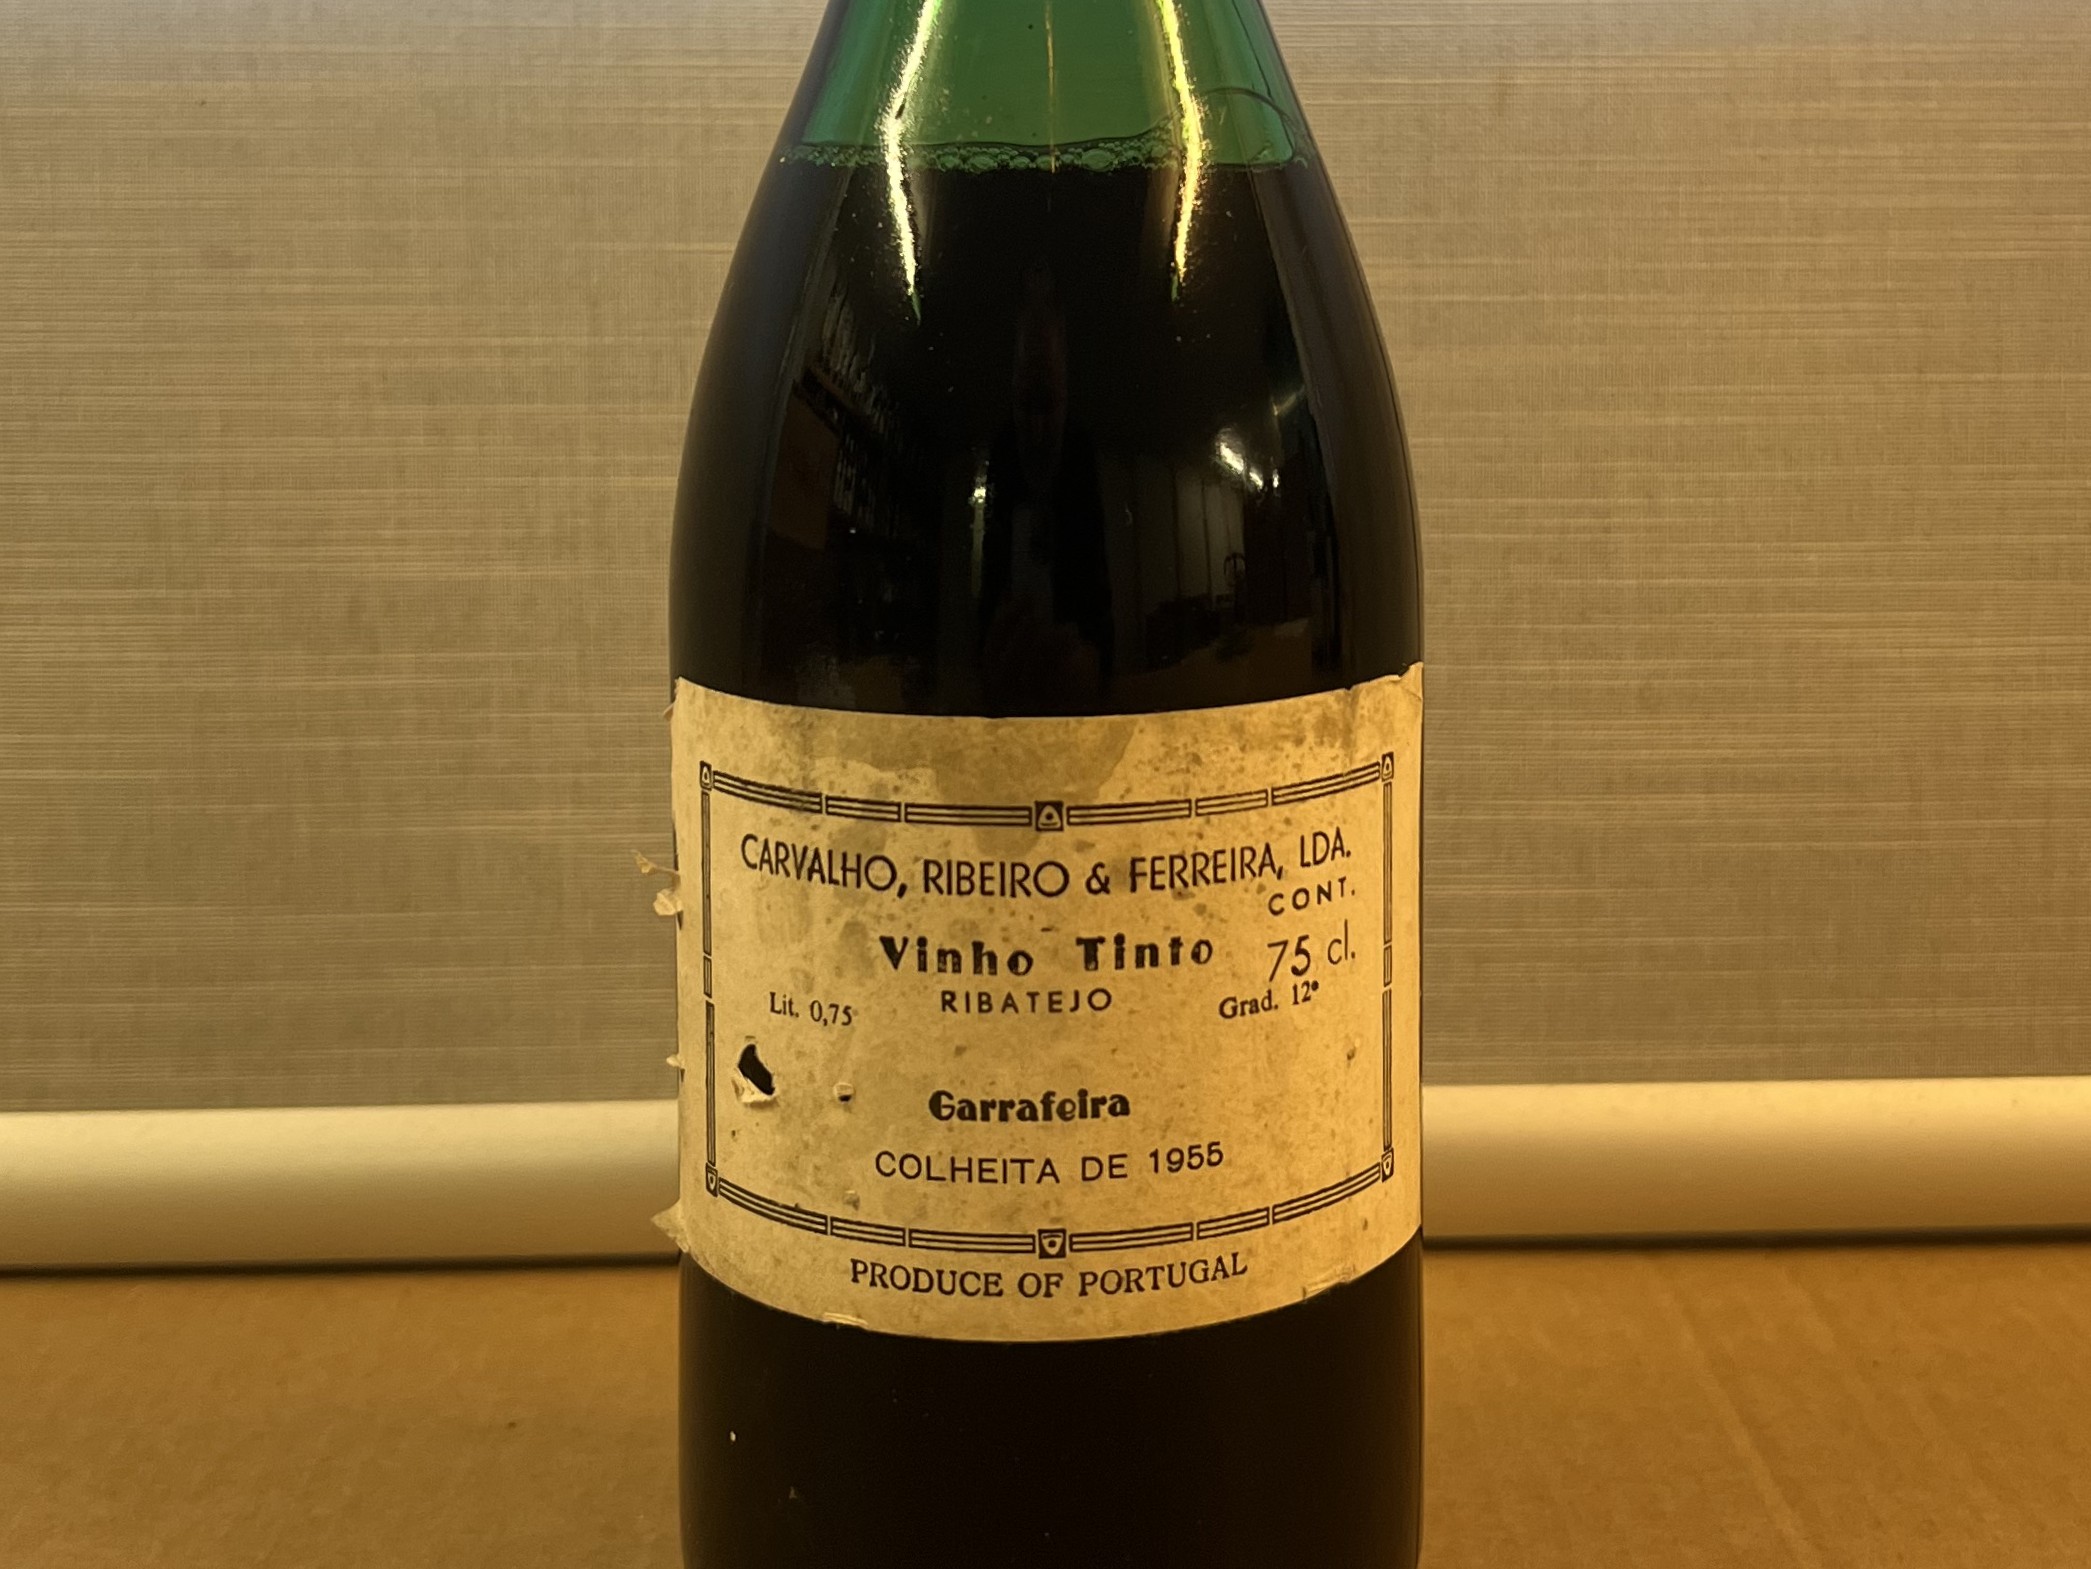 CARVALHO, RIBEIRO & FERREIRA, LDA.
CONT.
Vinho Tinto 75 cl.
Lit. 0,75 RIBATEJO Grad. 12º
Garrafeira
COLHEITA DE 1955
PRODUCE OF PORTUGAL